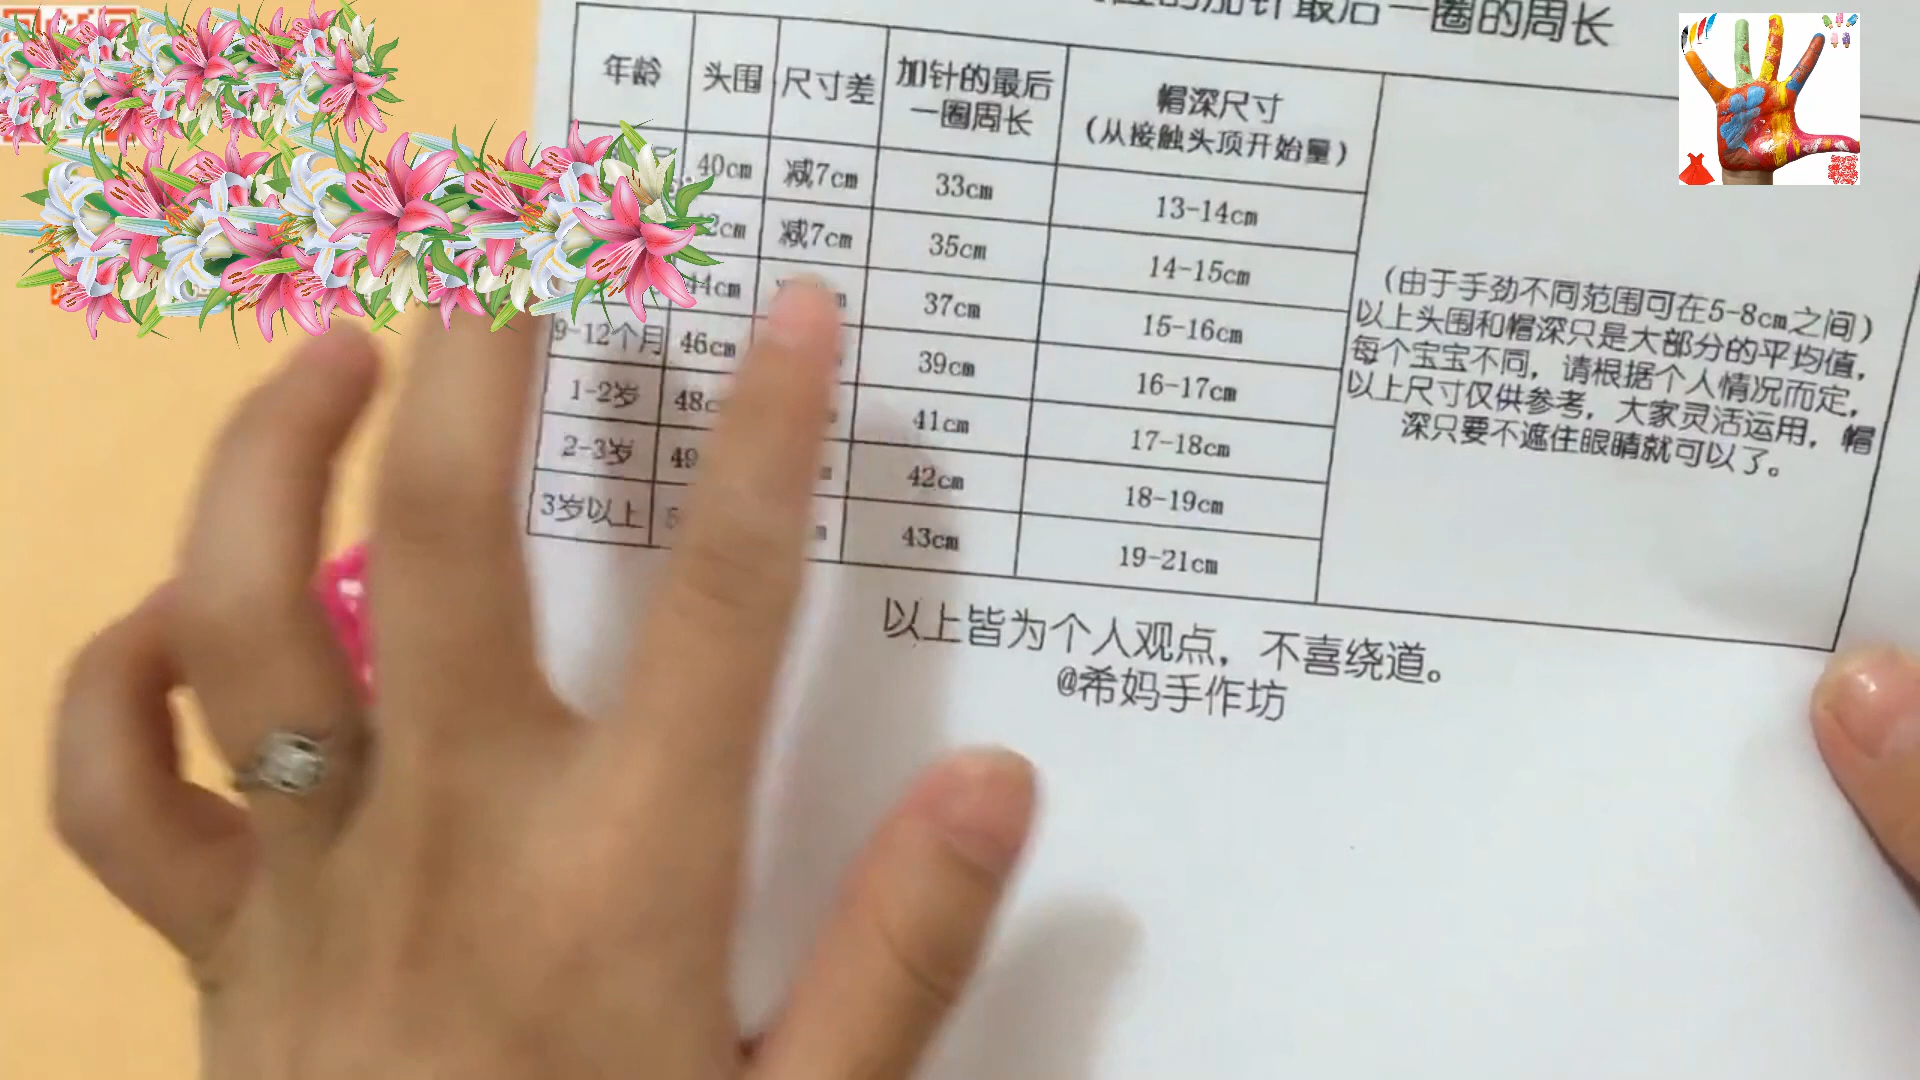 加针最后一圈的周长
年龄 头围 尺寸差 加针的最后一圈周长 帽深尺寸(从接触头顶开始量)
40cm 减7cm 33cm 13-14cm
2cm 减7cm 35cm 14-15cm
44cm 37cm 15-16cm
9-12个月 46cm 39cm 16-17cm
1-2岁 48c 41cm 17-18cm
2-3岁 49 42cm 18-19cm
3岁以上 43cm 19-21cm
(由于手劲不同范围可在5-8cm之间)
以上头围和帽深只是大部分的平均值，
每个宝宝不同，请根据个人情况而定，
以上尺寸仅供参考，大家灵活运用，帽
深只要不遮住眼睛就可以了。
以上皆为个人观点，不喜绕道。
@希妈手作坊